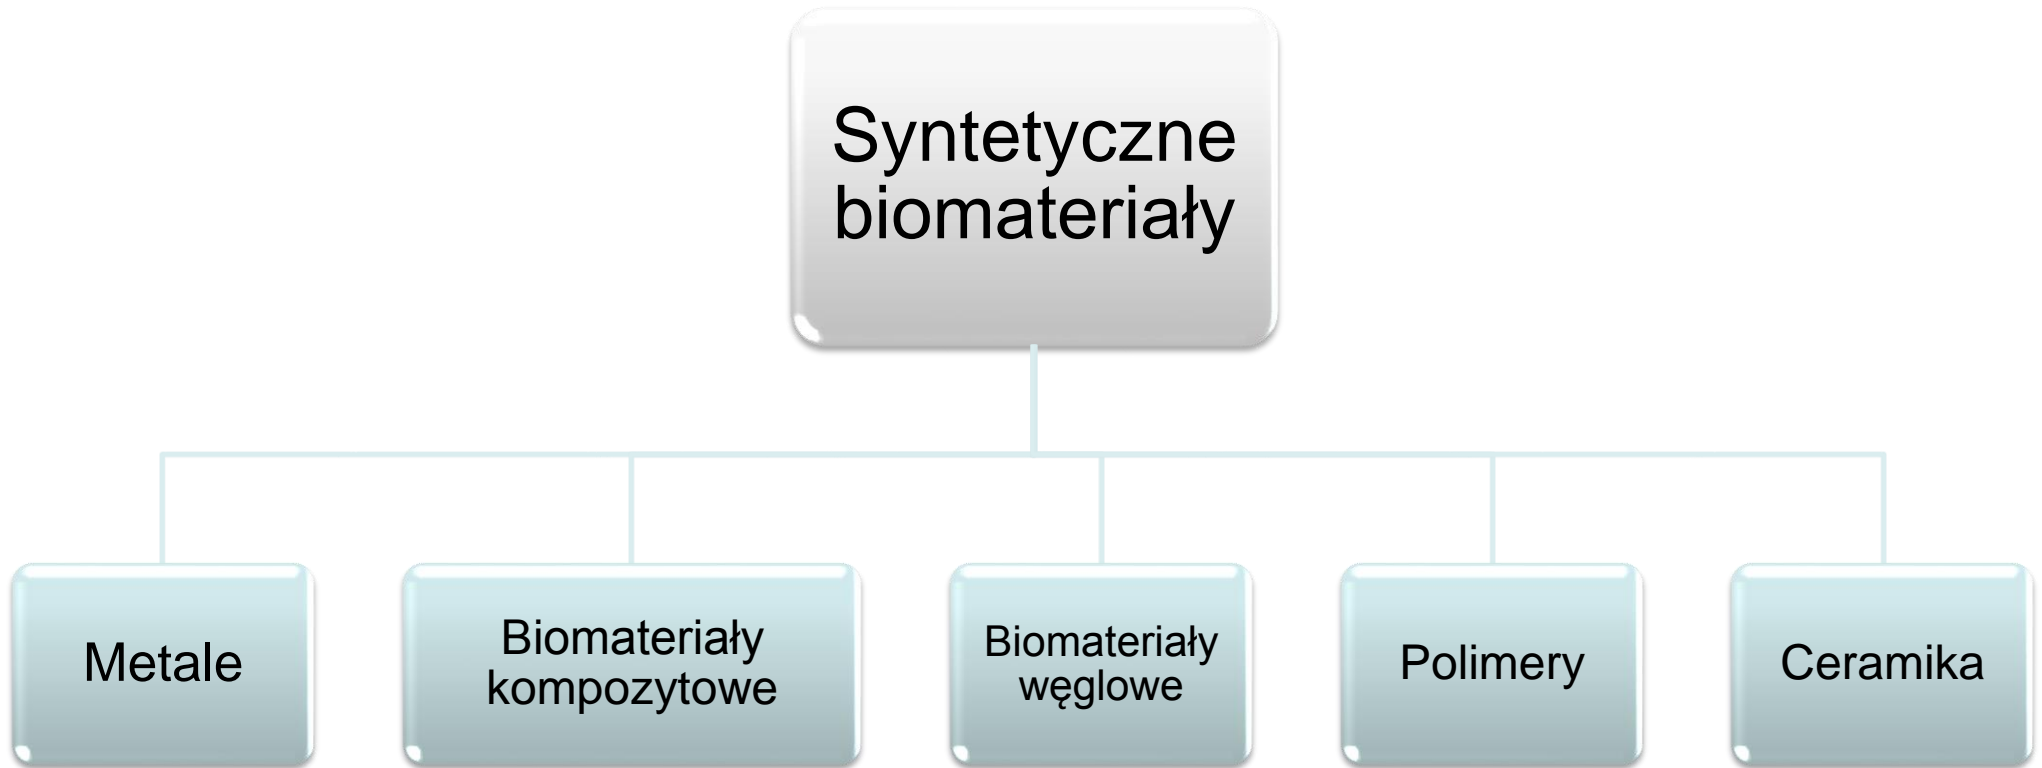 Syntetyczne
biomateriały
Metale
Biomateriały
kompozytowe
Biomateriały
węglowe
Polimery
Ceramika